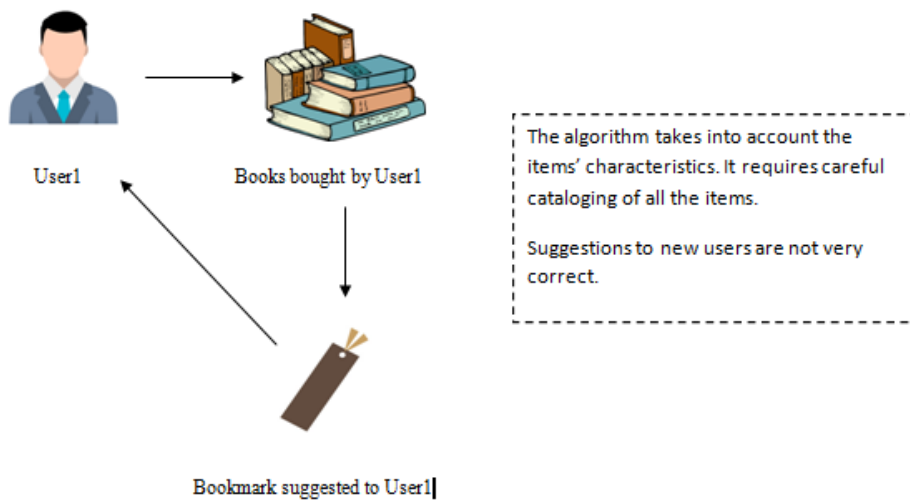 User1
Books bought by User1
The algorithm takes into account the
items’ characteristics. It requires careful
cataloging of all the items.
Suggestions to new users are not very
correct.
Bookmark suggested to User1